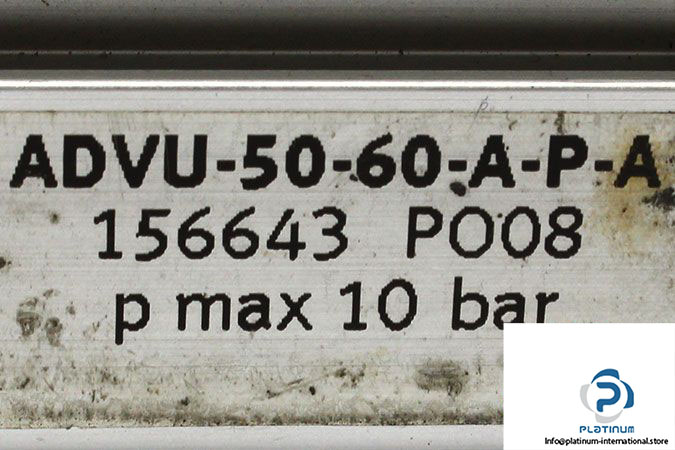 ADVU-50-60-A-P-A
156643 P008
p max 10 bar
PLATINUM
Info@platinum-international.store